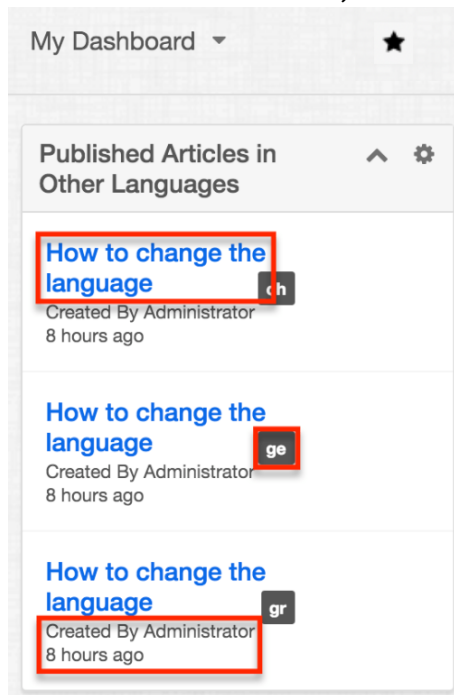 My Dashboard
Published Articles in
Other Languages
How to change the
language
ch
Created By Administrator
8 hours ago
How to change the
language
ge
Created By Administrator
8 hours ago
How to change the
language
gr
Created By Administrator
8 hours ago